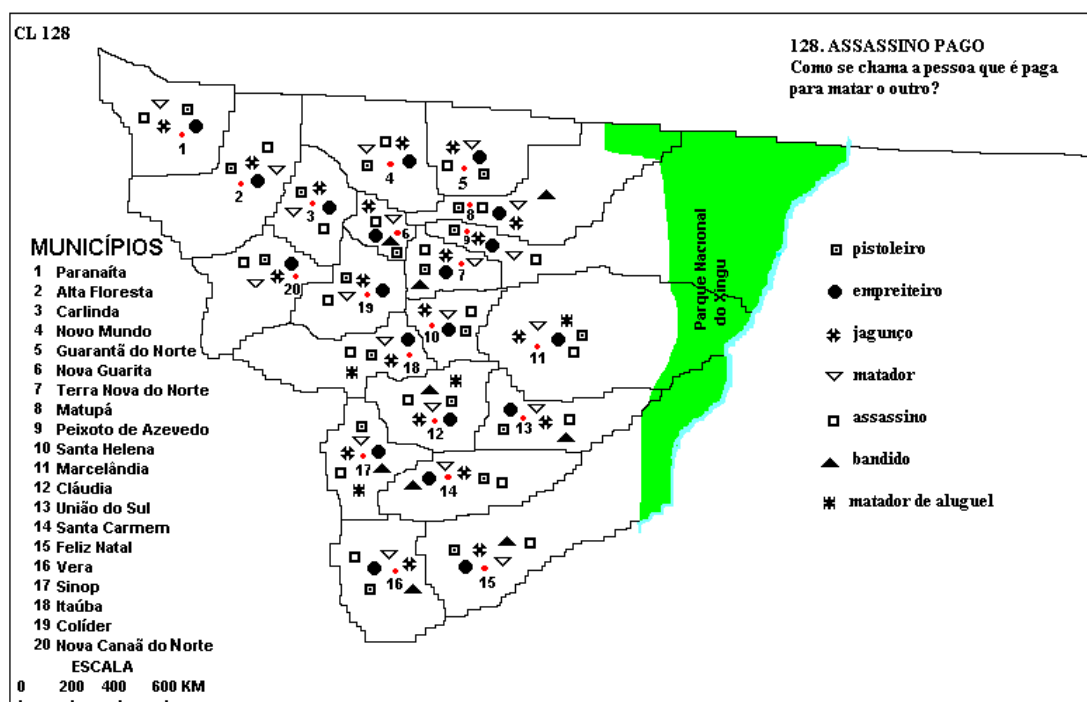 CL 128
128. ASSASSINO PAGO
Como se chama a pessoa que é paga
para matar o outro?
1
2
3
4
5
6
7
8
9
10
11
12
13
14
15
16
17
18
19
20
Parque Nacional
do Xingu
MUNICÍPIOS
1 Paranaíta
2 Alta Floresta
3 Carlinda
4 Novo Mundo
5 Guarantã do Norte
6 Nova Guarita
7 Terra Nova do Norte
8 Matupá
9 Peixoto de Azevedo
10 Santa Helena
11 Marcelândia
12 Cláudia
13 União do Sul
14 Santa Carmem
15 Feliz Natal
16 Vera
17 Sinop
18 Itaúba
19 Colíder
20 Nova Canaã do Norte
ESCALA
0 200 400 600 KM
pistoleiro
empreiteiro
jagunço
matador
assassino
bandido
matador de aluguel